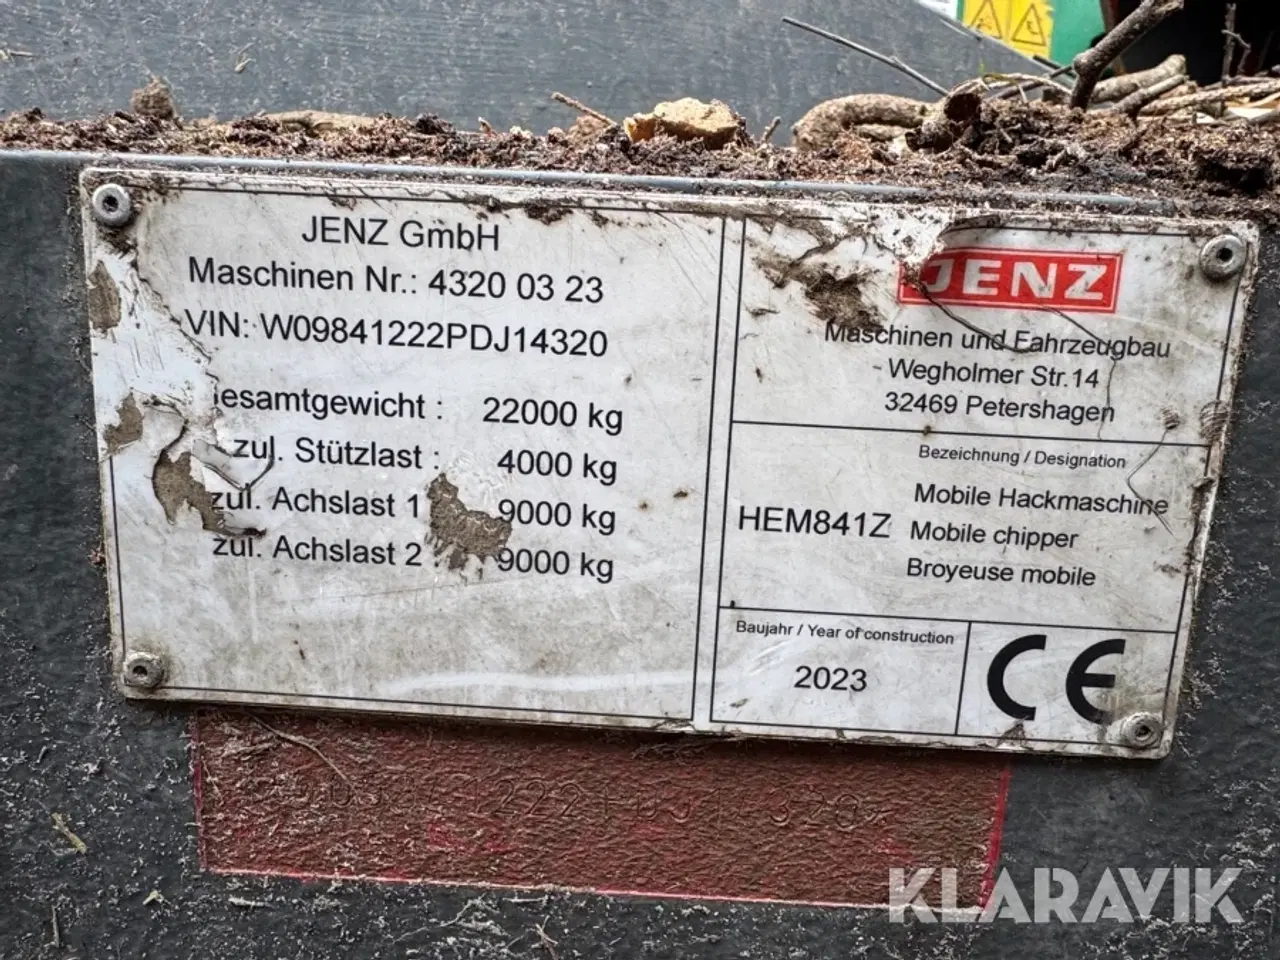 JENZ GmbH
Maschinen Nr.: 4320 03 23
VIN: W09841222PDJ14320
Gesamtgewicht : 22000 kg
zul. Stützlast : 4000 kg
zul. Achslast 1 9000 kg
zul. Achslast 2 9000 kg
JENZ
Maschinen und Fahrzeugbau
Wegholmer Str.14
32469 Petershagen
Bezeichnung / Designation
HEM841Z
Mobile Hackmaschine
Mobile chipper
Broyeuse mobile
Baujahr / Year of construction
2023
CE
KLARAVIK